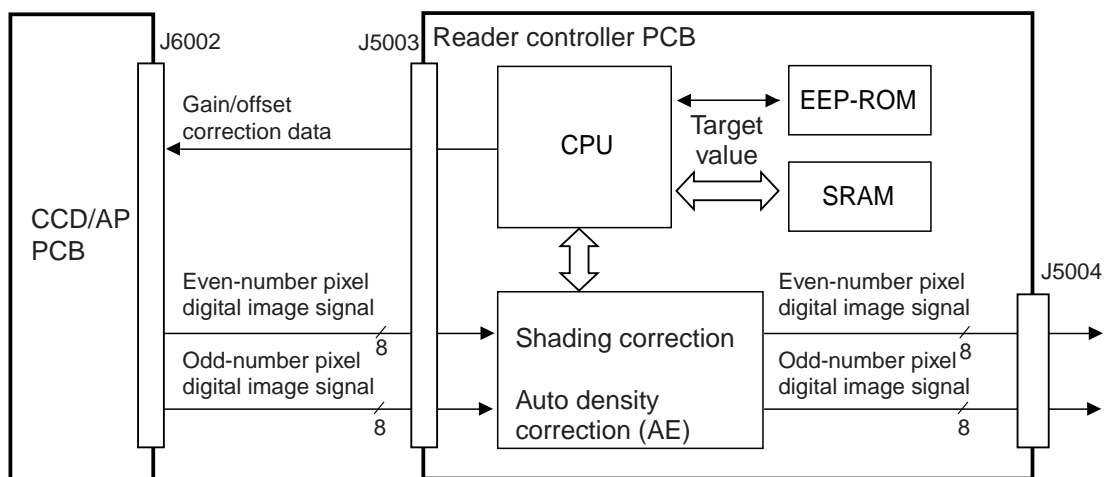 J6002
J5003
Reader controller PCB
Gain/offset
correction data
CPU
EEP-ROM
Target
value
SRAM
CCD/AP
PCB
J5004
Even-number pixel
digital image signal
8
Odd-number pixel
digital image signal
8
Shading correction
Auto density
correction (AE)
Even-number pixel
digital image signal
8
Odd-number pixel
digital image signal
8